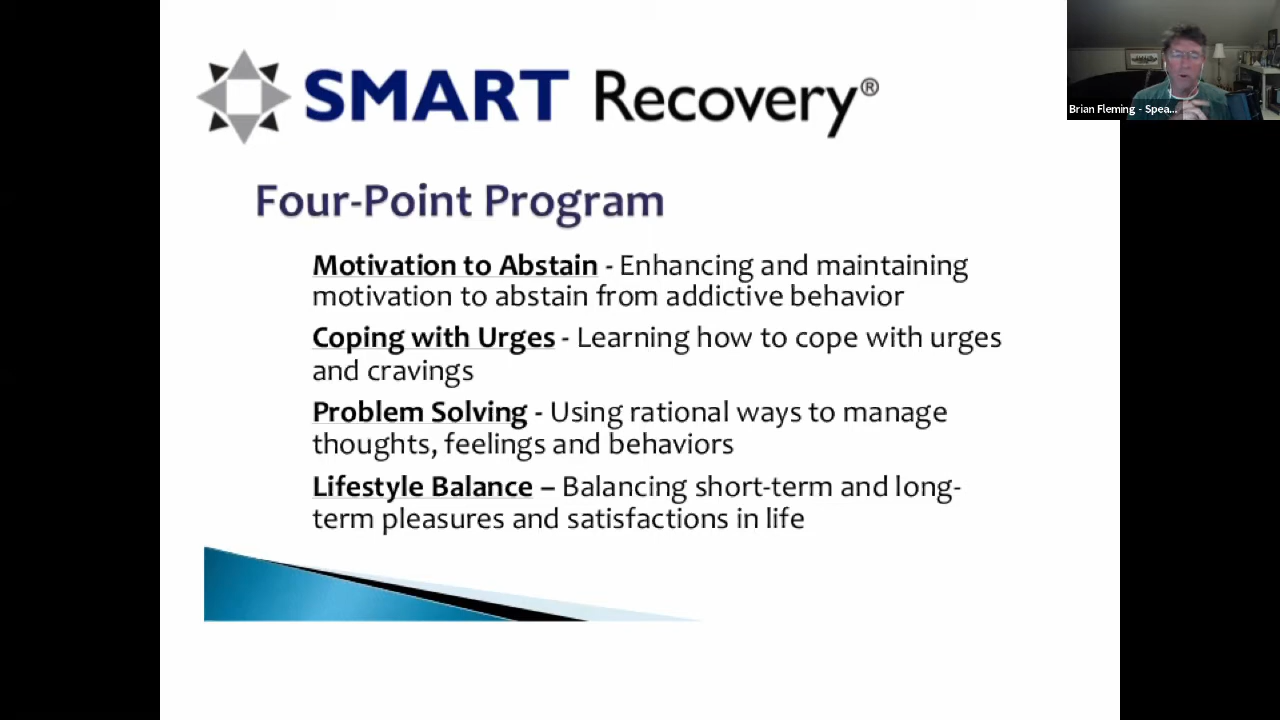 SMART Recovery®
Brian Fleming - Spea...
Four-Point Program
Motivation to Abstain - Enhancing and maintaining
motivation to abstain from addictive behavior
Coping with Urges - Learning how to cope with urges
and cravings
Problem Solving - Using rational ways to manage
thoughts, feelings and behaviors
Lifestyle Balance – Balancing short-term and long-
term pleasures and satisfactions in life